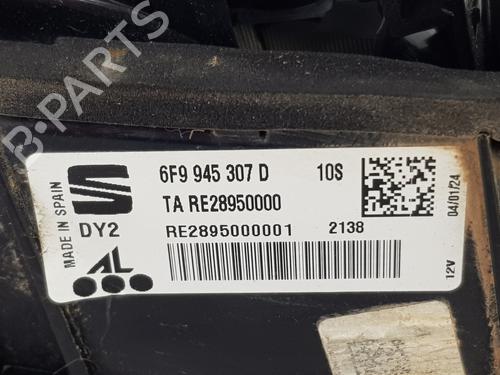 B-PARTS
MADE IN SPAIN
DY2
AL
6F9 945 307 D 10S
TA RE28950000
RE2895000001 2138
04/01/24
12V